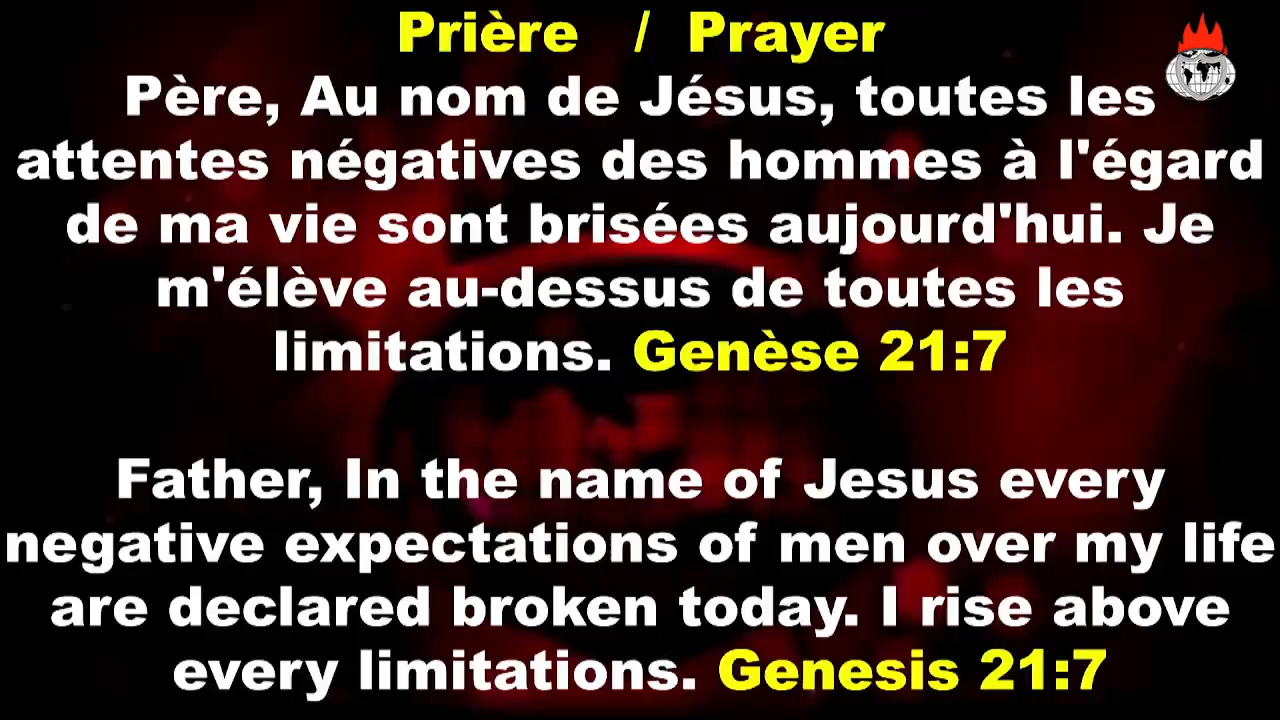 Prière / Prayer
Père, Au nom de Jésus, toutes les
attentes négatives des hommes à l'égard
de ma vie sont brisées aujourd'hui. Je
m'élève au-dessus de toutes les
limitations. Genèse 21:7
Father, In the name of Jesus every
negative expectations of men over my life
are declared broken today. I rise above
every limitations. Genesis 21:7